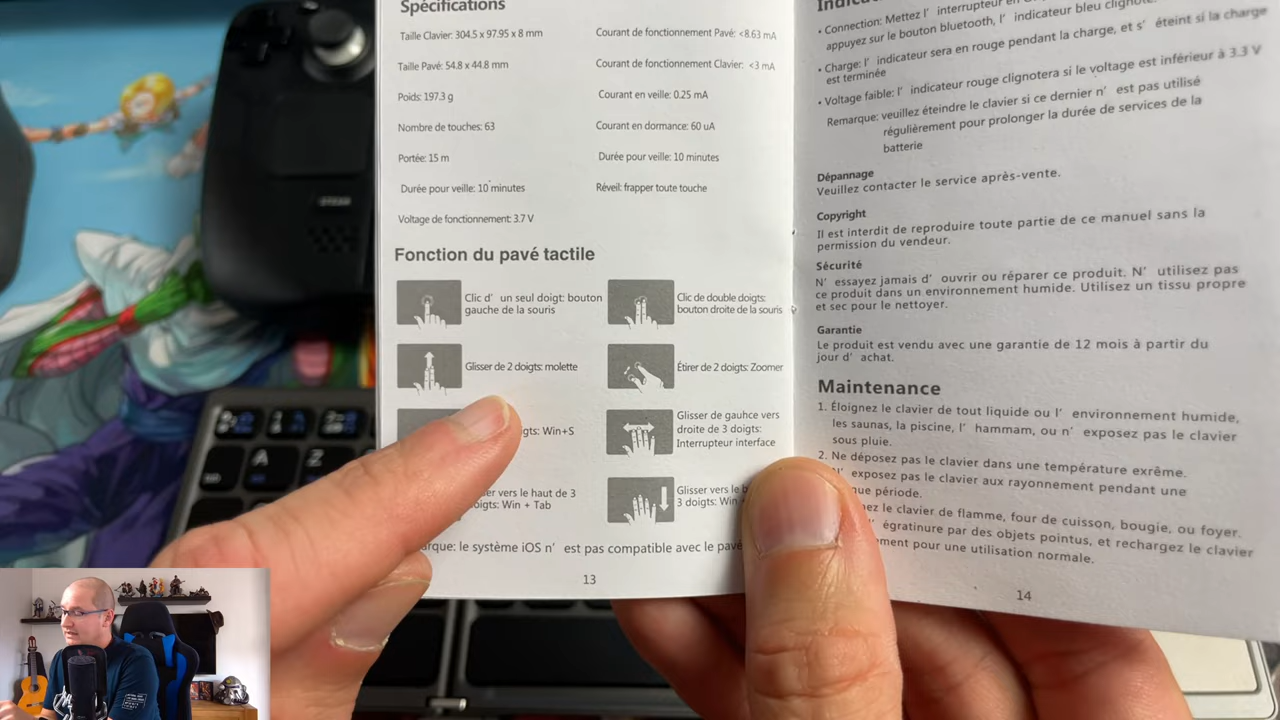 Spécifications
Taille Clavier: 304.5 x 97.95 x 8 mm
Taille Pavé: 54.8 x 44.8 mm
Poids: 197.3 g
Nombre de touches: 63
Portée: 15 m
Durée pour veille: 10 minutes
Voltage de fonctionnement: 3.7 V
Courant de fonctionnement Pavé: <8.63 mA
Courant de fonctionnement Clavier: <3 mA
Courant en veille: 0.25 mA
Courant en dormance: 60 uA
Durée pour veille: 10 minutes
Réveil: frapper toute touche
Fonction du pavé tactile
Clic d' un seul doigt: bouton
gauche de la souris
Clic de double doigts:
bouton droite de la souris
Glisser de 2 doigts: molette
Étirer de 2 doigts: Zoomer
Win+S
Glisser de gauhce vers
droite de 3 doigts:
Interrupteur interface
vers le haut de 3
Win + Tab
Glisser vers le
3 doigts: Win
le système iOS n' est pas compatible avec le pavé
13
• Connection: Mettez l' interrupteur en
appuyez sur le bouton bluetooth, l' indicateur bleu
• Charge: l' indicateur sera en rouge pendant la charge, et s' éteint si la charge
est terminée
• Voltage faible: l' indicateur rouge clignotera si le voltage est inférieur à 3.3 V
Remarque: veuillez éteindre le clavier si ce dernier n' est pas utilisé
régulièrement pour prolonger la durée de services de la
batterie
Dépannage
Veuillez contacter le service après-vente.
Copyright
Il est interdit de reproduire toute partie de ce manuel sans la
permission du vendeur.
Sécurité
N' essayez jamais d' ouvrir ou réparer ce produit. N' utilisez pas
ce produit dans un environnement humide. Utilisez un tissu propre
et sec pour le nettoyer.
Garantie
Le produit est vendu avec une garantie de 12 mois à partir du
jour d' achat.
Maintenance
1. Éloignez le clavier de tout liquide ou l' environnement humide,
les saunas, la piscine, l' hammam, ou n' exposez pas le clavier
sous pluie.
2. Ne déposez pas le clavier dans une température exrême.
exposez pas le clavier aux rayonnement pendant une
période.
le clavier de flamme, four de cuisson, bougie, ou foyer.
égratinure par des objets pointus, et rechargez le clavier
pour une utilisation normale.
14
STEAM
A
Z